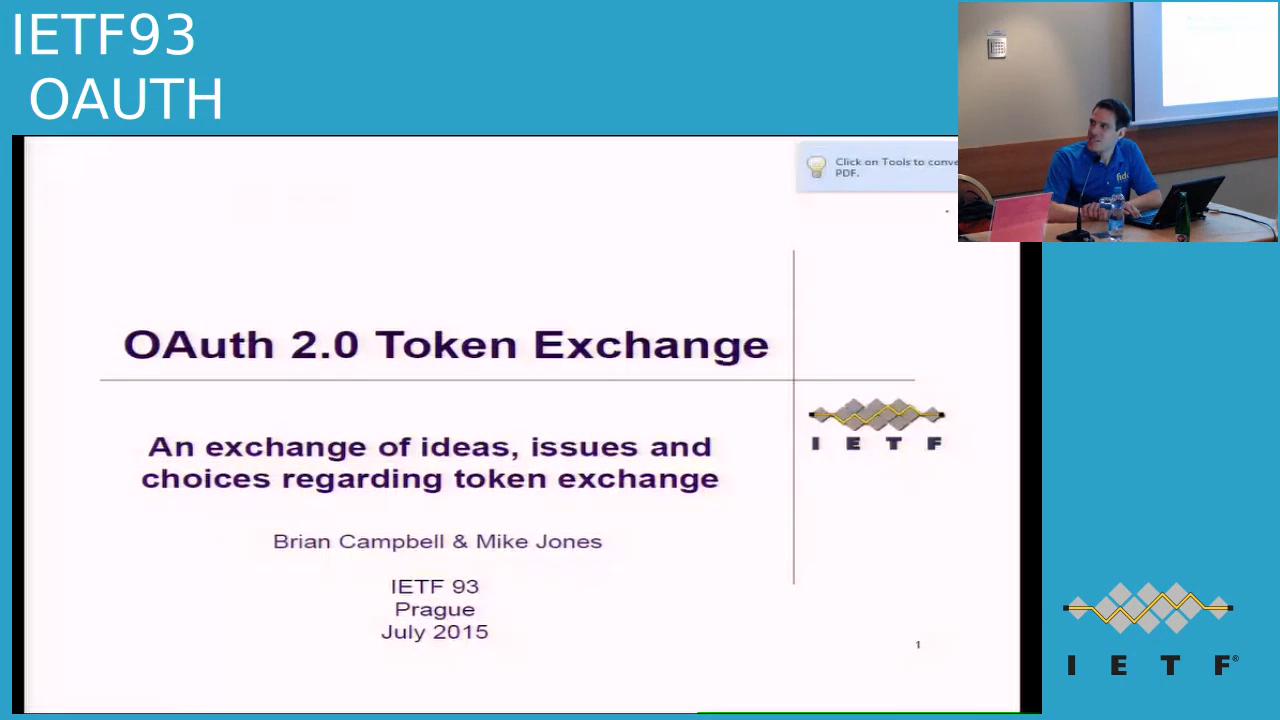 IETF93
OAUTH
Click on Tools to conve
PDF.
OAuth 2.0 Token Exchange
I E T F
An exchange of ideas, issues and
choices regarding token exchange
Brian Campbell & Mike Jones
IETF 93
Prague
July 2015
1
fido
I E T F®